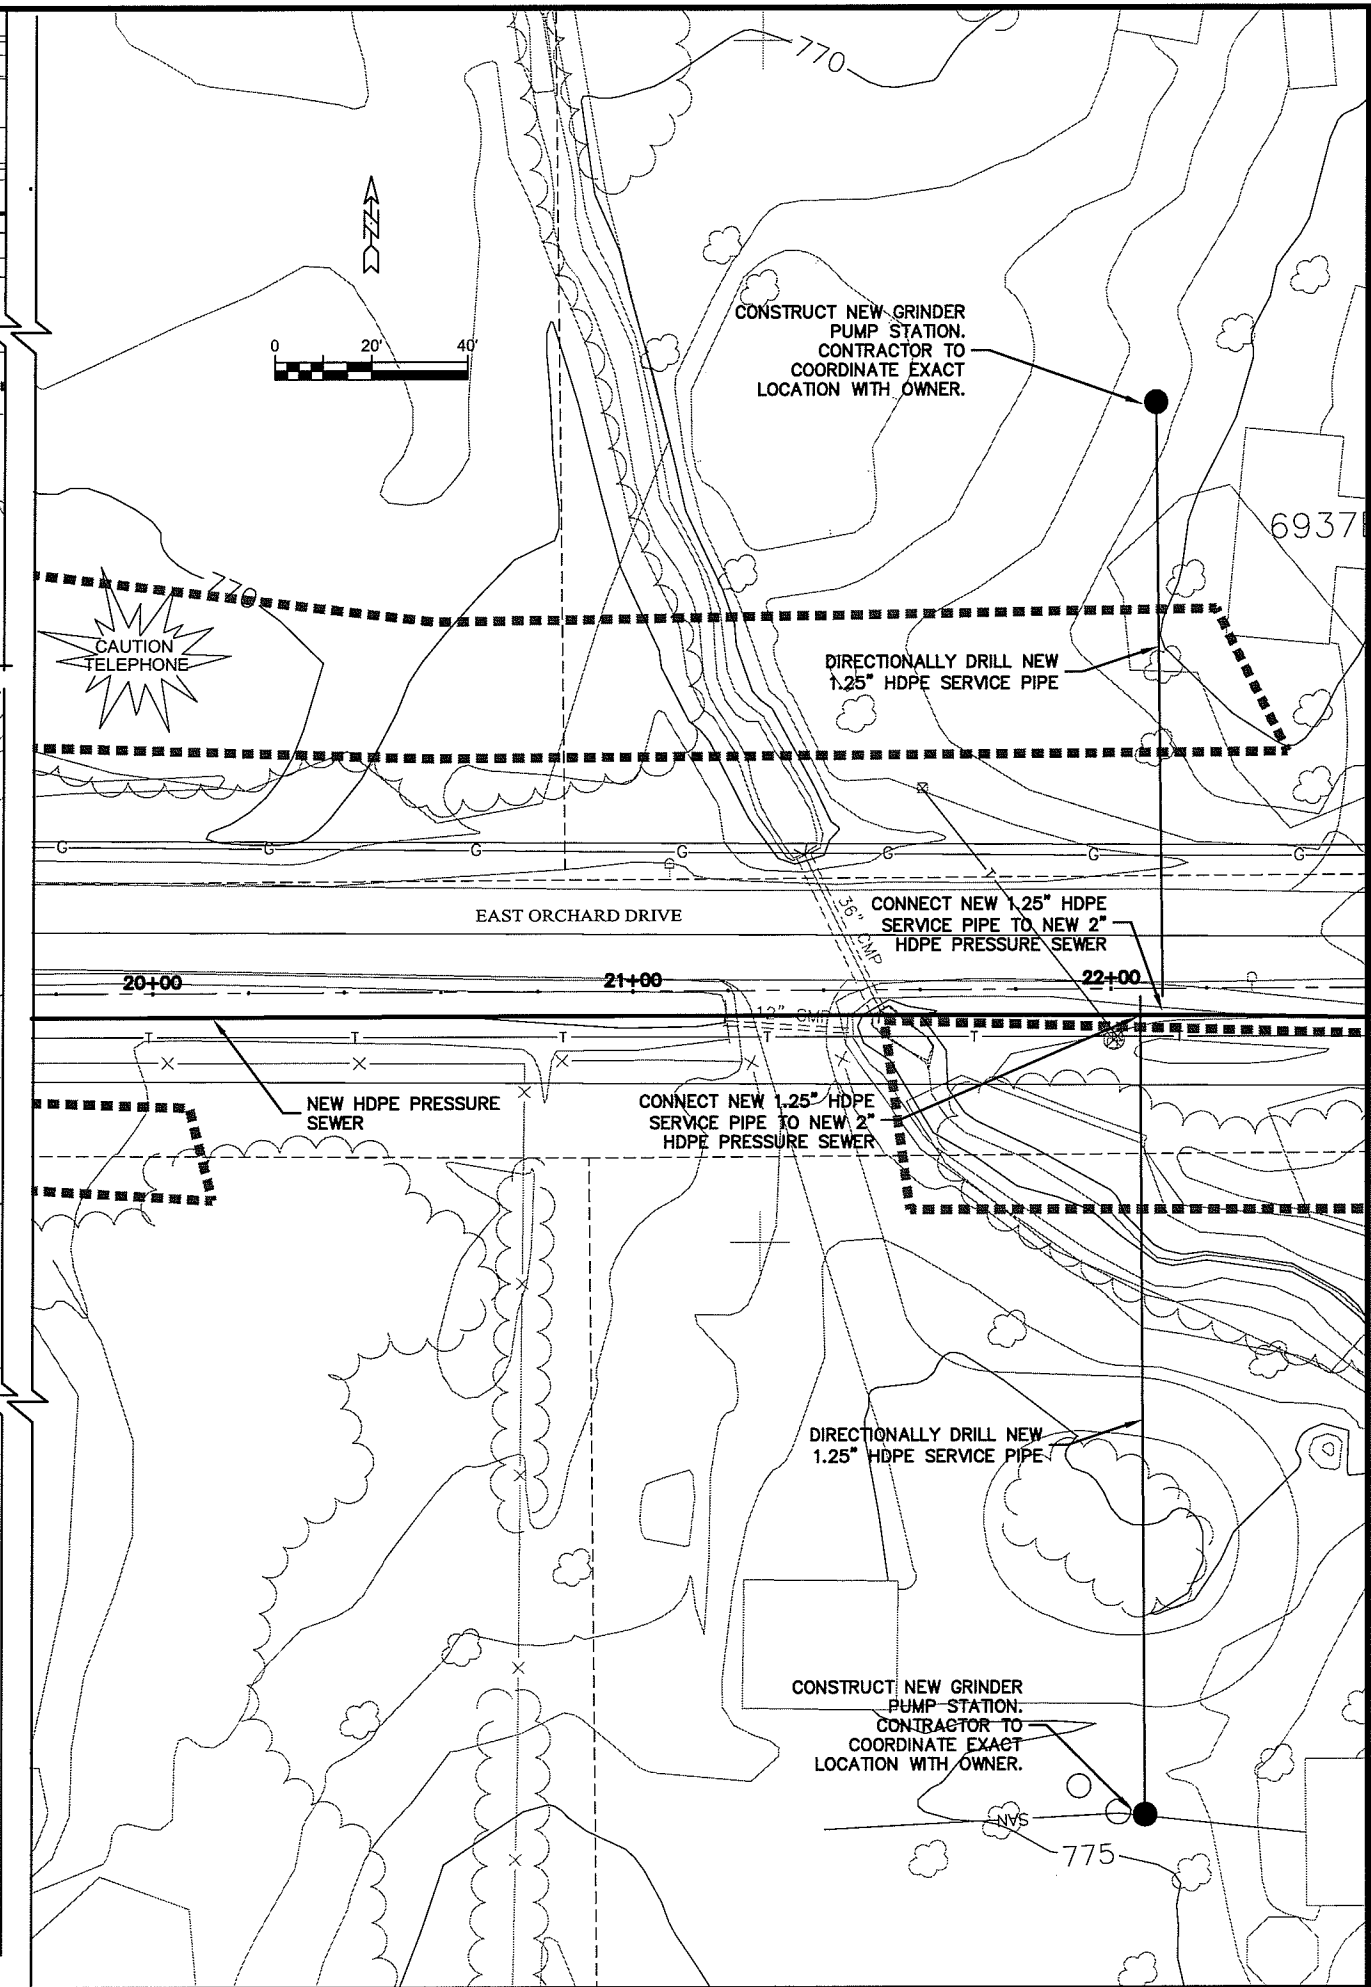 770
0 20' 40'
CONSTRUCT NEW GRINDER
PUMP STATION.
CONTRACTOR TO
COORDINATE EXACT
LOCATION WITH OWNER.
6937
770
CAUTION
TELEPHONE
DIRECTIONALLY DRILL NEW
1.25" HDPE SERVICE PIPE
G G G G G G G
T
36" CMP
EAST ORCHARD DRIVE
CONNECT NEW 1.25" HDPE
SERVICE PIPE TO NEW 2"
HDPE PRESSURE SEWER
20+00 21+00 22+00
12" CMP
T T T T T T
NEW HDPE PRESSURE
SEWER
CONNECT NEW 1.25" HDPE
SERVICE PIPE TO NEW 2"
HDPE PRESSURE SEWER
DIRECTIONALLY DRILL NEW
1.25" HDPE SERVICE PIPE
CONSTRUCT NEW GRINDER
PUMP STATION.
CONTRACTOR TO
COORDINATE EXACT
LOCATION WITH OWNER.
SAN
775